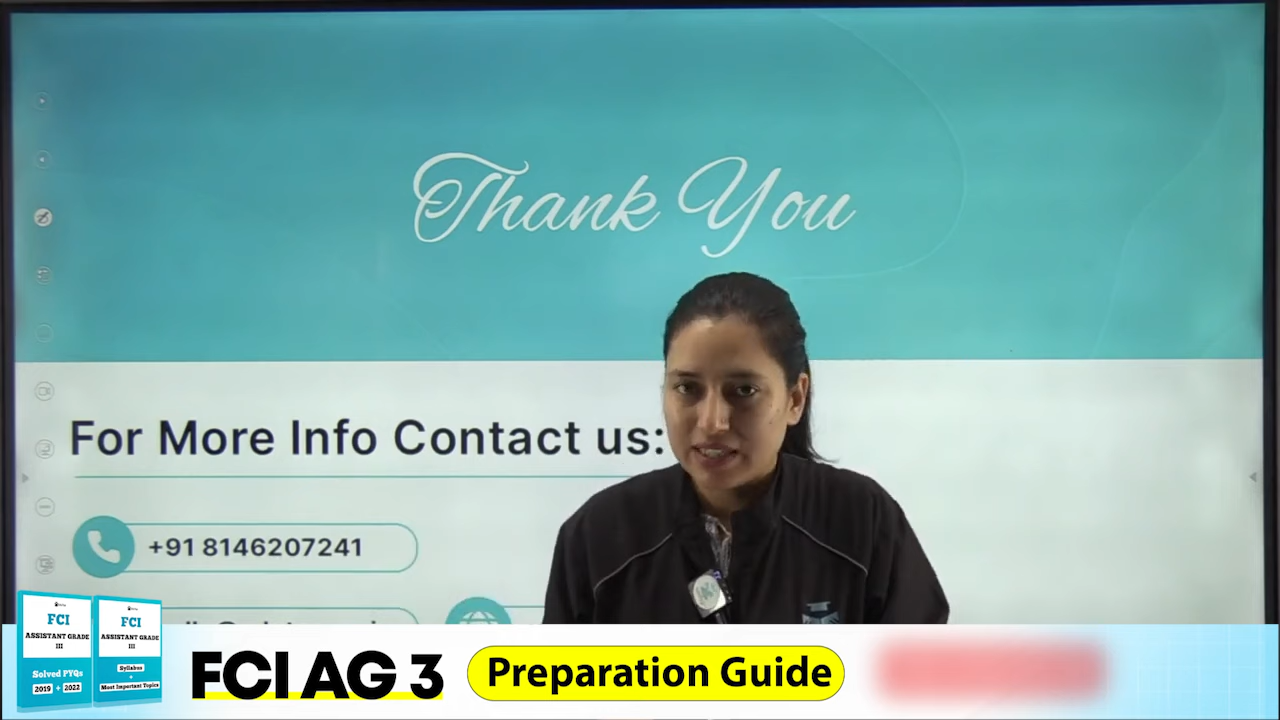 Thank You
For More Info Contact us:
+91 8146207241
FCI
ASSISTANT GRADE
III
Solved PYQs
2019 + 2022
FCI
ASSISTANT GRADE
III
Syllabus
+
Most Important Topics
FCI AG 3
Preparation Guide